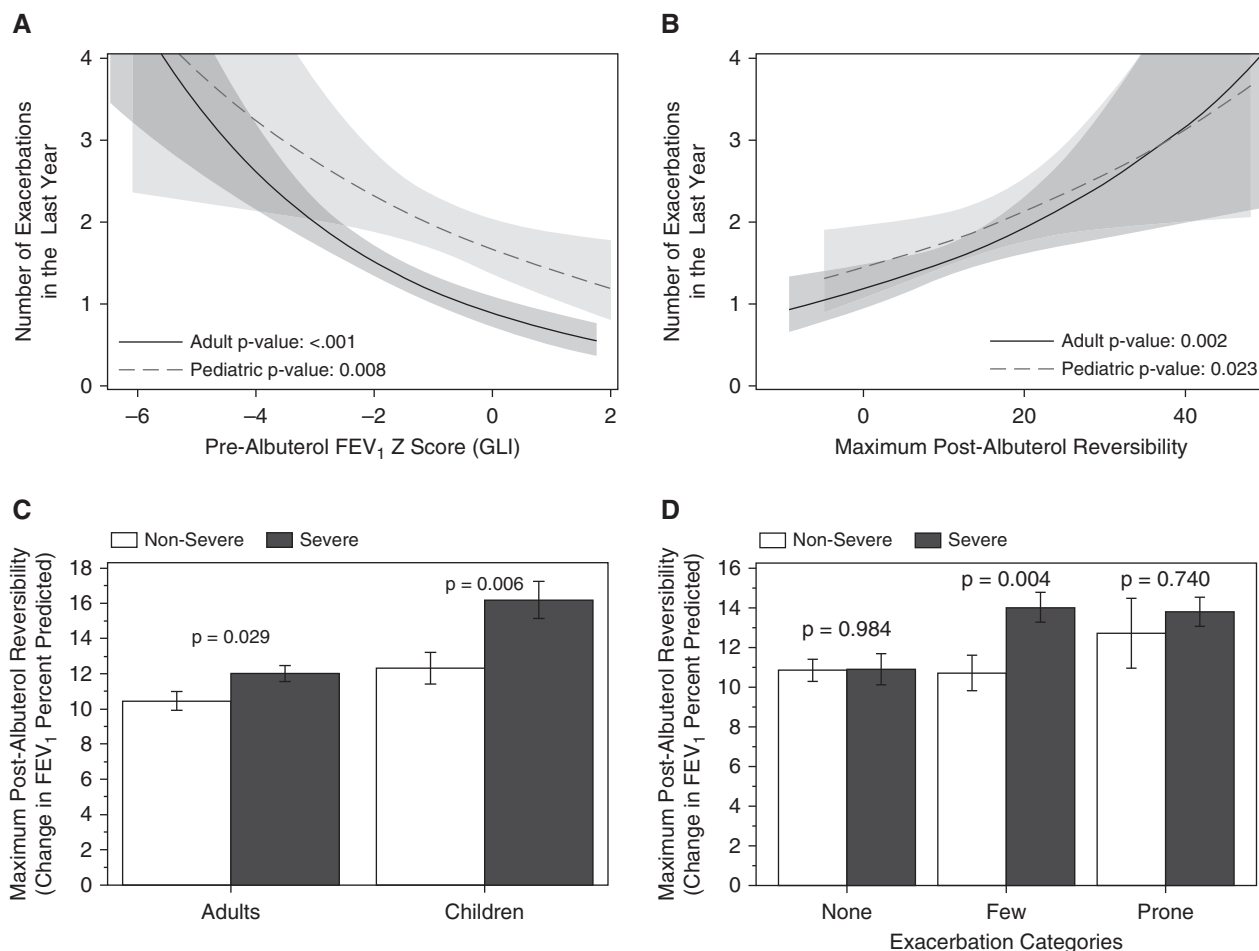 A
Number of Exacerbations
in the Last Year
4
3
2
1
0
Adult p-value: <.001
Pediatric p-value: 0.008
–6
–4
–2
0
2
Pre-Albuterol FEV1 Z Score (GLI)
B
Number of Exacerbations
in the Last Year
4
3
2
1
0
Adult p-value: 0.002
Pediatric p-value: 0.023
0
20
40
Maximum Post-Albuterol Reversibility
C
Non-Severe
Severe
Maximum Post-Albuterol Reversibility
(Change in FEV1 Percent Predicted)
18
16
14
12
10
8
6
4
2
0
p = 0.029
p = 0.006
Adults
Children
D
Non-Severe
Severe
Maximum Post-Albuterol Reversibility
(Change in FEV1 Percent Predicted)
16
14
12
10
8
6
4
2
0
p = 0.984
p = 0.004
p = 0.740
None
Few
Prone
Exacerbation Categories